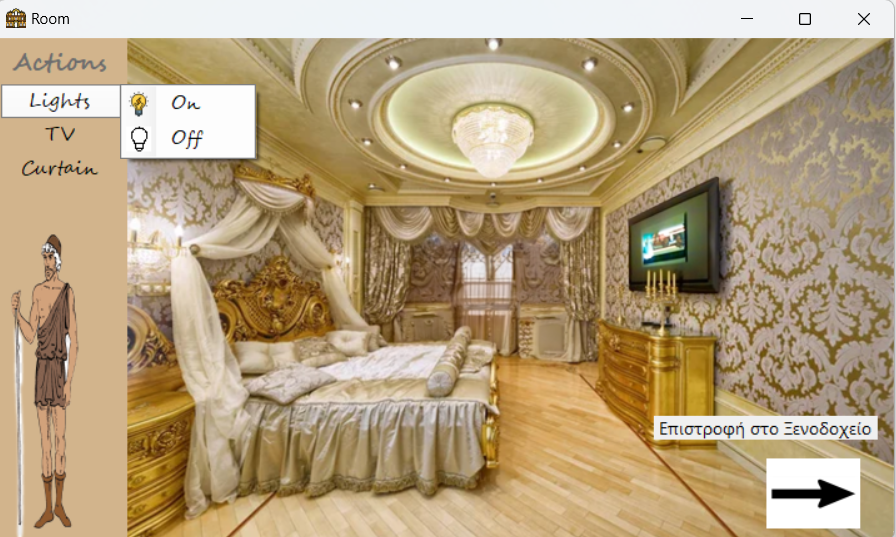 Room
Actions
Lights
On
Off
TV
Curtain
Επιστροφή στο Ξενοδοχείο